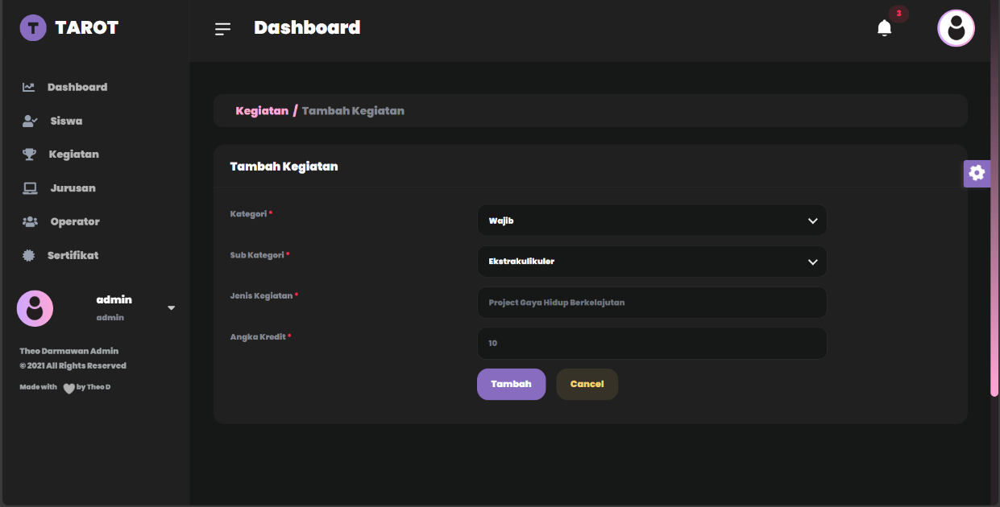 T TAROT
Dashboard
3
Dashboard
Siswa
Kegiatan
Jurusan
Operator
Sertifikat
admin
admin
Theo Darmawan Admin
© 2021 All Rights Reserved
Made with by Theo D
Kegiatan / Tambah Kegiatan
Tambah Kegiatan
Kategori *
Wajib
Sub Kategori *
Ekstrakulikuler
Jenis Kegiatan *
Project Gaya Hidup Berkelajutan
Angka Kredit *
10
Tambah
Cancel